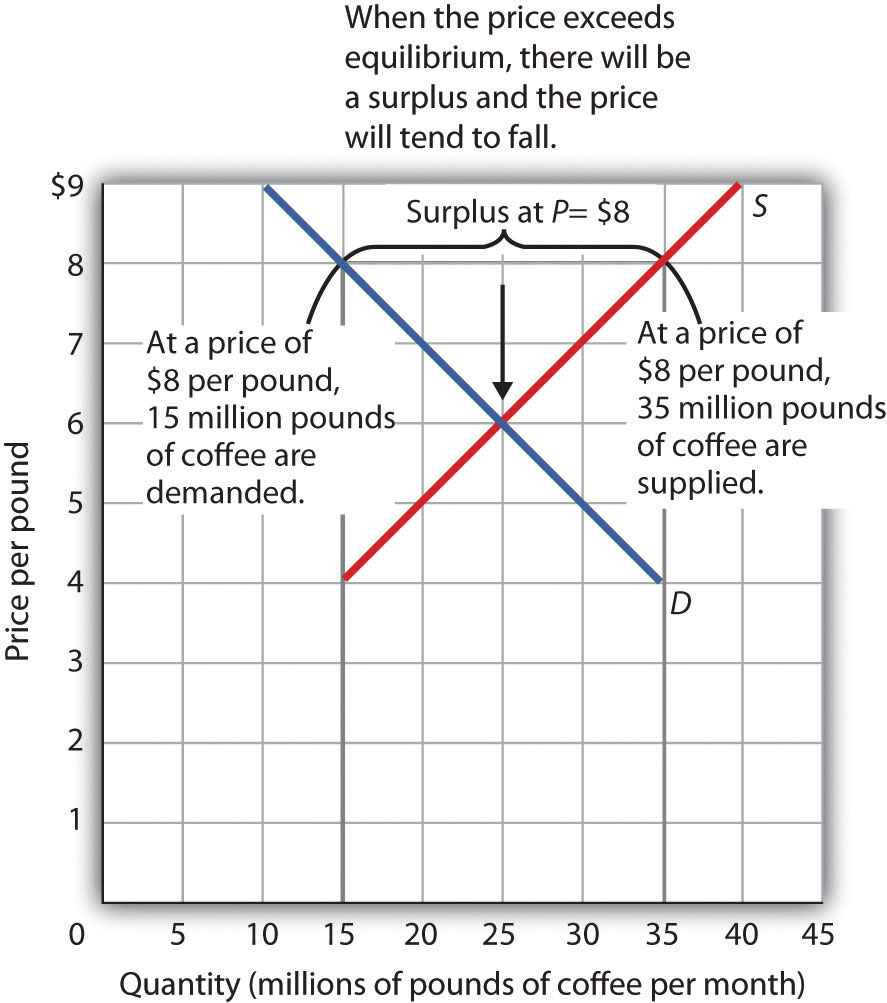 When the price exceeds
equilibrium, there will be
a surplus and the price
will tend to fall.
$9
8
7
6
5
4
3
2
1
0
Price per pound
Surplus at P= $8
S
At a price of
$8 per pound,
15 million pounds
of coffee are
demanded.
At a price of
$8 per pound,
35 million pounds
of coffee are
supplied.
D
5 10 15 20 25 30 35 40 45
Quantity (millions of pounds of coffee per month)